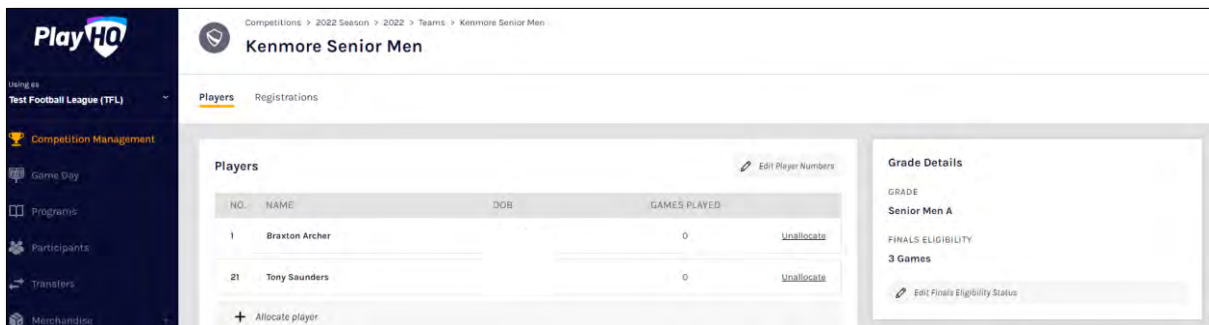 PlayHQ
Using as
Test Football League (TFL)
Competition Management
Game Day
Programs
Participants
Transfers
Merchandise
Competitions > 2022 Season > 2022 > Teams > Kenmore Senior Men
Kenmore Senior Men
Players Registrations
Players
Edit Player Numbers
NO. NAME DOB GAMES PLAYED
1 Braxton Archer 0 Unallocate
21 Tony Saunders 0 Unallocate
+ Allocate player
Grade Details
GRADE
Senior Men A
FINALS ELIGIBILITY
3 Games
Edit Finals Eligibility Status